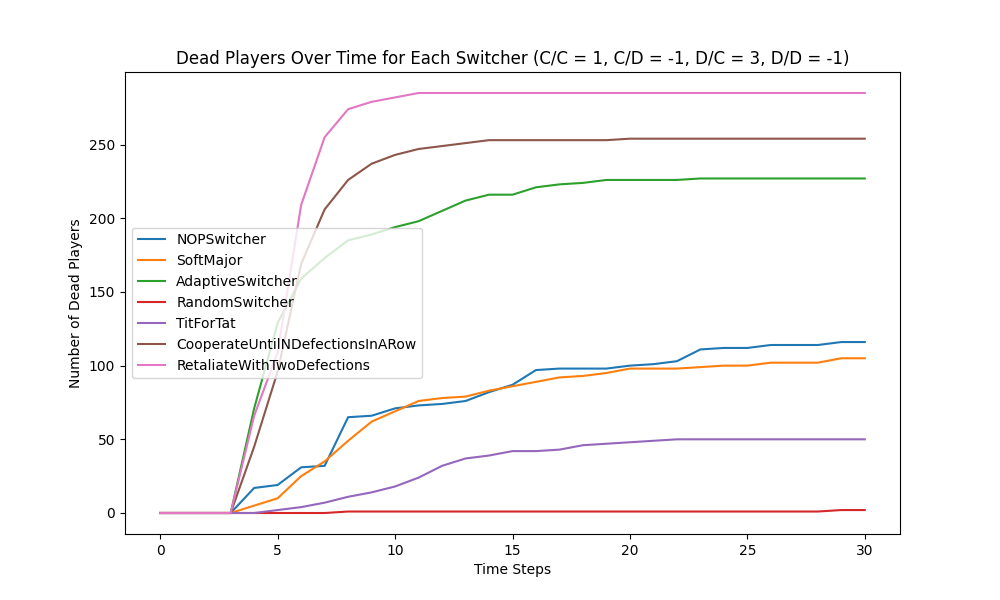 Dead Players Over Time for Each Switcher (C/C = 1, C/D = -1, D/C = 3, D/D = -1)
Number of Dead Players
250
200
150
100
50
0
NOPSwitcher
SoftMajor
AdaptiveSwitcher
RandomSwitcher
TitForTat
CooperateUntilNDefectionsInARow
RetaliateWithTwoDefections
0 5 10 15 20 25 30
Time Steps